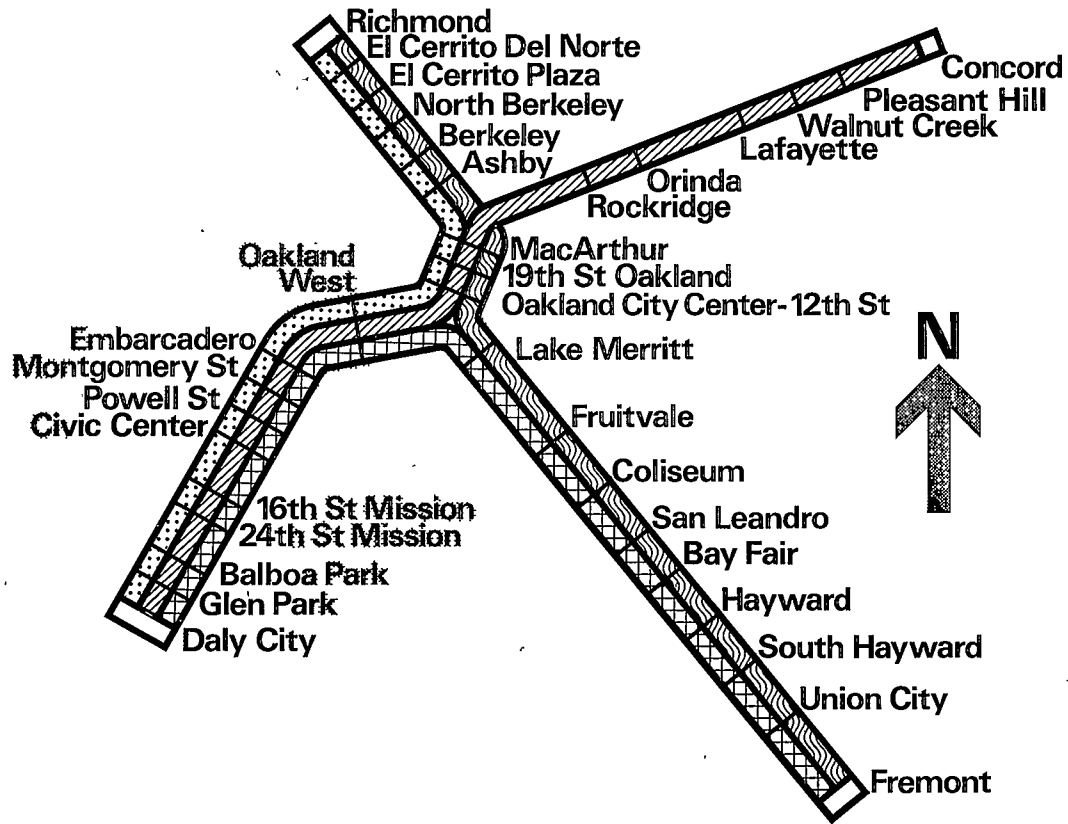 Richmond
El Cerrito Del Norte
El Cerrito Plaza
North Berkeley
Berkeley
Ashby
Concord
Pleasant Hill
Walnut Creek
Lafayette
Orinda
Rockridge
MacArthur
19th St Oakland
Oakland City Center-12th St
Oakland
West
Embarcadero
Montgomery St
Powell St
Civic Center
N
Lake Merritt
Fruitvale
Coliseum
San Leandro
Bay Fair
Hayward
South Hayward
Union City
Fremont
16th St Mission
24th St Mission
Balboa Park
Glen Park
Daly City